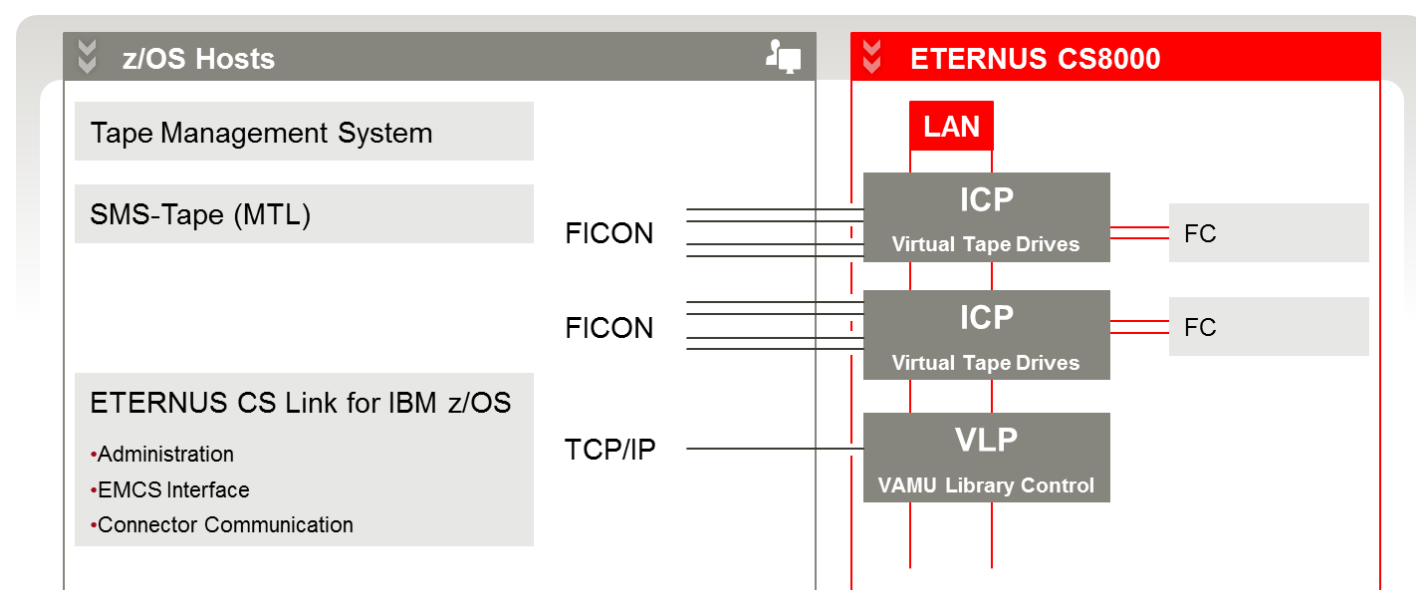 z/OS Hosts
Tape Management System
SMS-Tape (MTL)
FICON
FICON
ETERNUS CS Link for IBM z/OS
•Administration
•EMCS Interface
•Connector Communication
TCP/IP
ETERNUS CS8000
LAN
ICP
Virtual Tape Drives
FC
ICP
Virtual Tape Drives
FC
VLP
VAMU Library Control